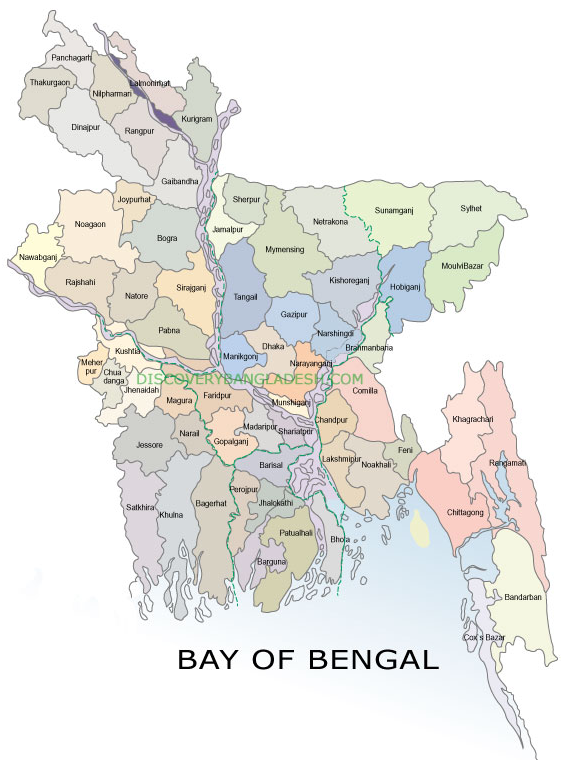 Panchagarh
Thakurgaon
Nilphamari
Lalmonirhat
Dinajpur
Rangpur
Kurigram
Gaibandha
Joypurhat
Noagaon
Bogra
Sherpur
Jamalpur
Netrakona
Sunamganj
Sylhet
Mymensing
Nawabganj
Rajshahi
Natore
Sirajganj
Tangail
Kishoreganj
Hobiganj
MoulviBazar
Gazipur
Pabna
Narshingdi
Kushtia
Manikgonj
Dhaka
Brahmanbaria
Narayanganj
Meher
pur
Chua
danga
DISCOVERYBANGLADESH.COM
Jhenaidah
Magura
Faridpur
Munshiganj
Comilla
Chandpur
Khagrachari
Jessore
Narail
Gopalganj
Madaripur
Shariatpur
Feni
Lakshmipur
Noakhali
Rangamati
Barisal
Satkhira
Khulna
Bagerhat
Perojpur
Jhalokathi
Chittagong
Patualhali
Bhola
Barguna
Bandarban
Cox's Bazar
BAY OF BENGAL